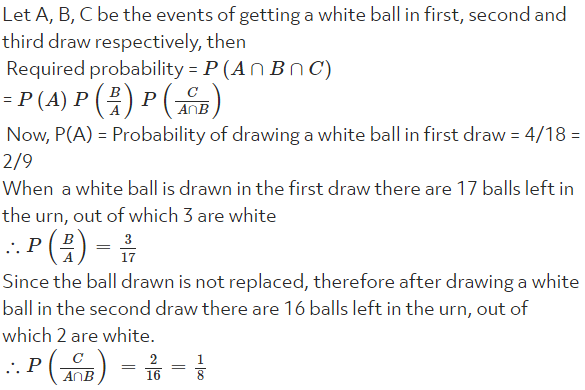 Let A, B, C be the events of getting a white ball in first, second and
third draw respectively, then
Required probability = P (A ∩ B ∩ C)
= P (A) P (B/A) P (C/A∩B)
Now, P(A) = Probability of drawing a white ball in first draw = 4/18 =
2/9
When a white ball is drawn in the first draw there are 17 balls left in
the urn, out of which 3 are white
∴ P (B/A) = 3/17
Since the ball drawn is not replaced, therefore after drawing a white
ball in the second draw there are 16 balls left in the urn, out of
which 2 are white.
∴ P (C/A∩B) = 2/16 = 1/8